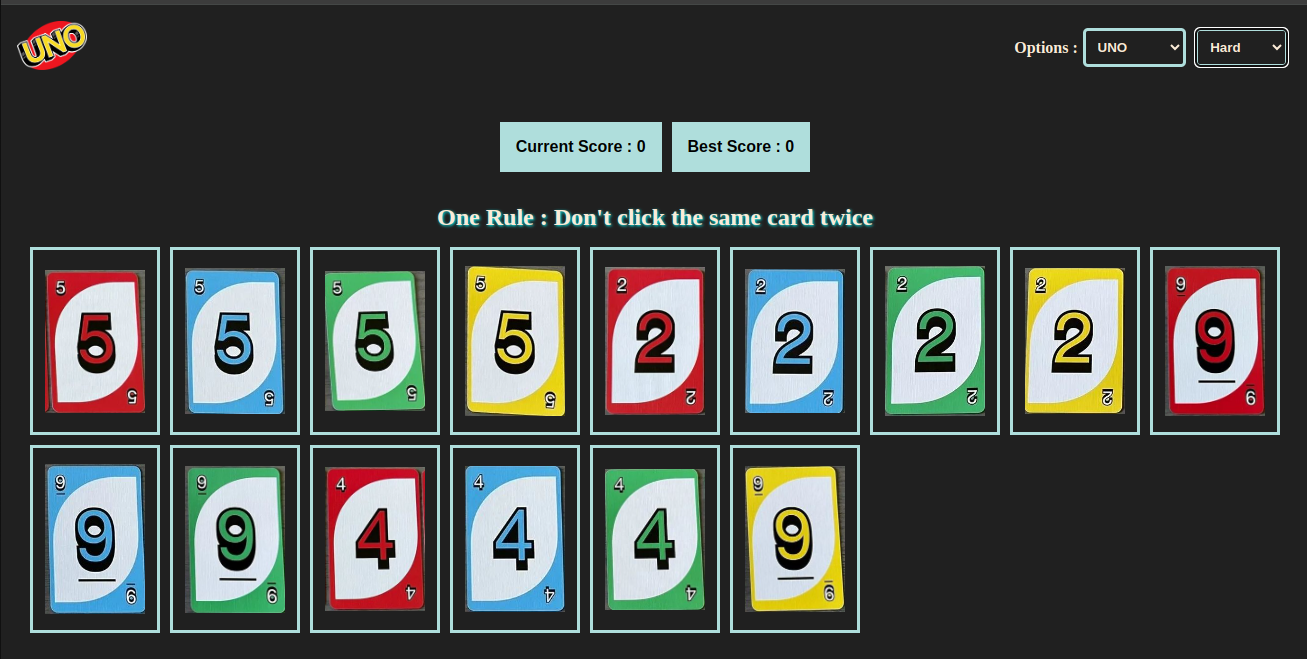 UNO
Options : UNO Hard
Current Score : 0 Best Score : 0
One Rule : Don't click the same card twice
5 5 5 5 2 2 2 2 9
5 5 5 5 2 2 2 2 9
5 5 5 5 2 2 2 2 9
9 9 4 4 4 9
9 9 4 4 4 9
9 9 4 4 4 9